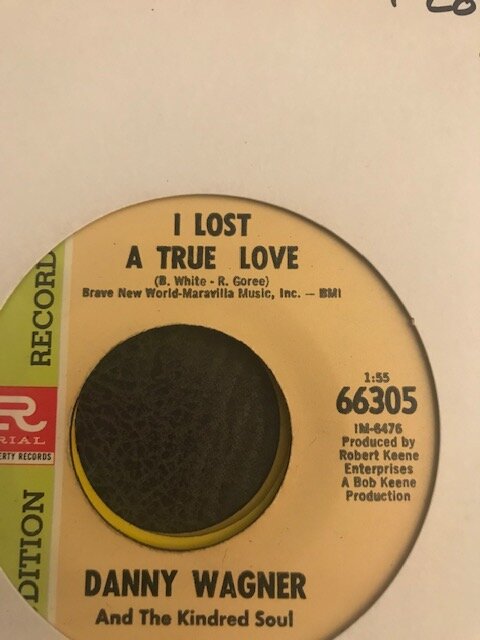 I LOST
A TRUE LOVE
(B. White - R. Goree)
Brave New World-Maravilla Music, Inc. — BMI
RECORD
1:55
66305
IM-6476
Produced by
Robert Keene
Enterprises
A Bob Keene
Production
R
RIAL
ERTY RECORDS
DITION
DANNY WAGNER
And The Kindred Soul